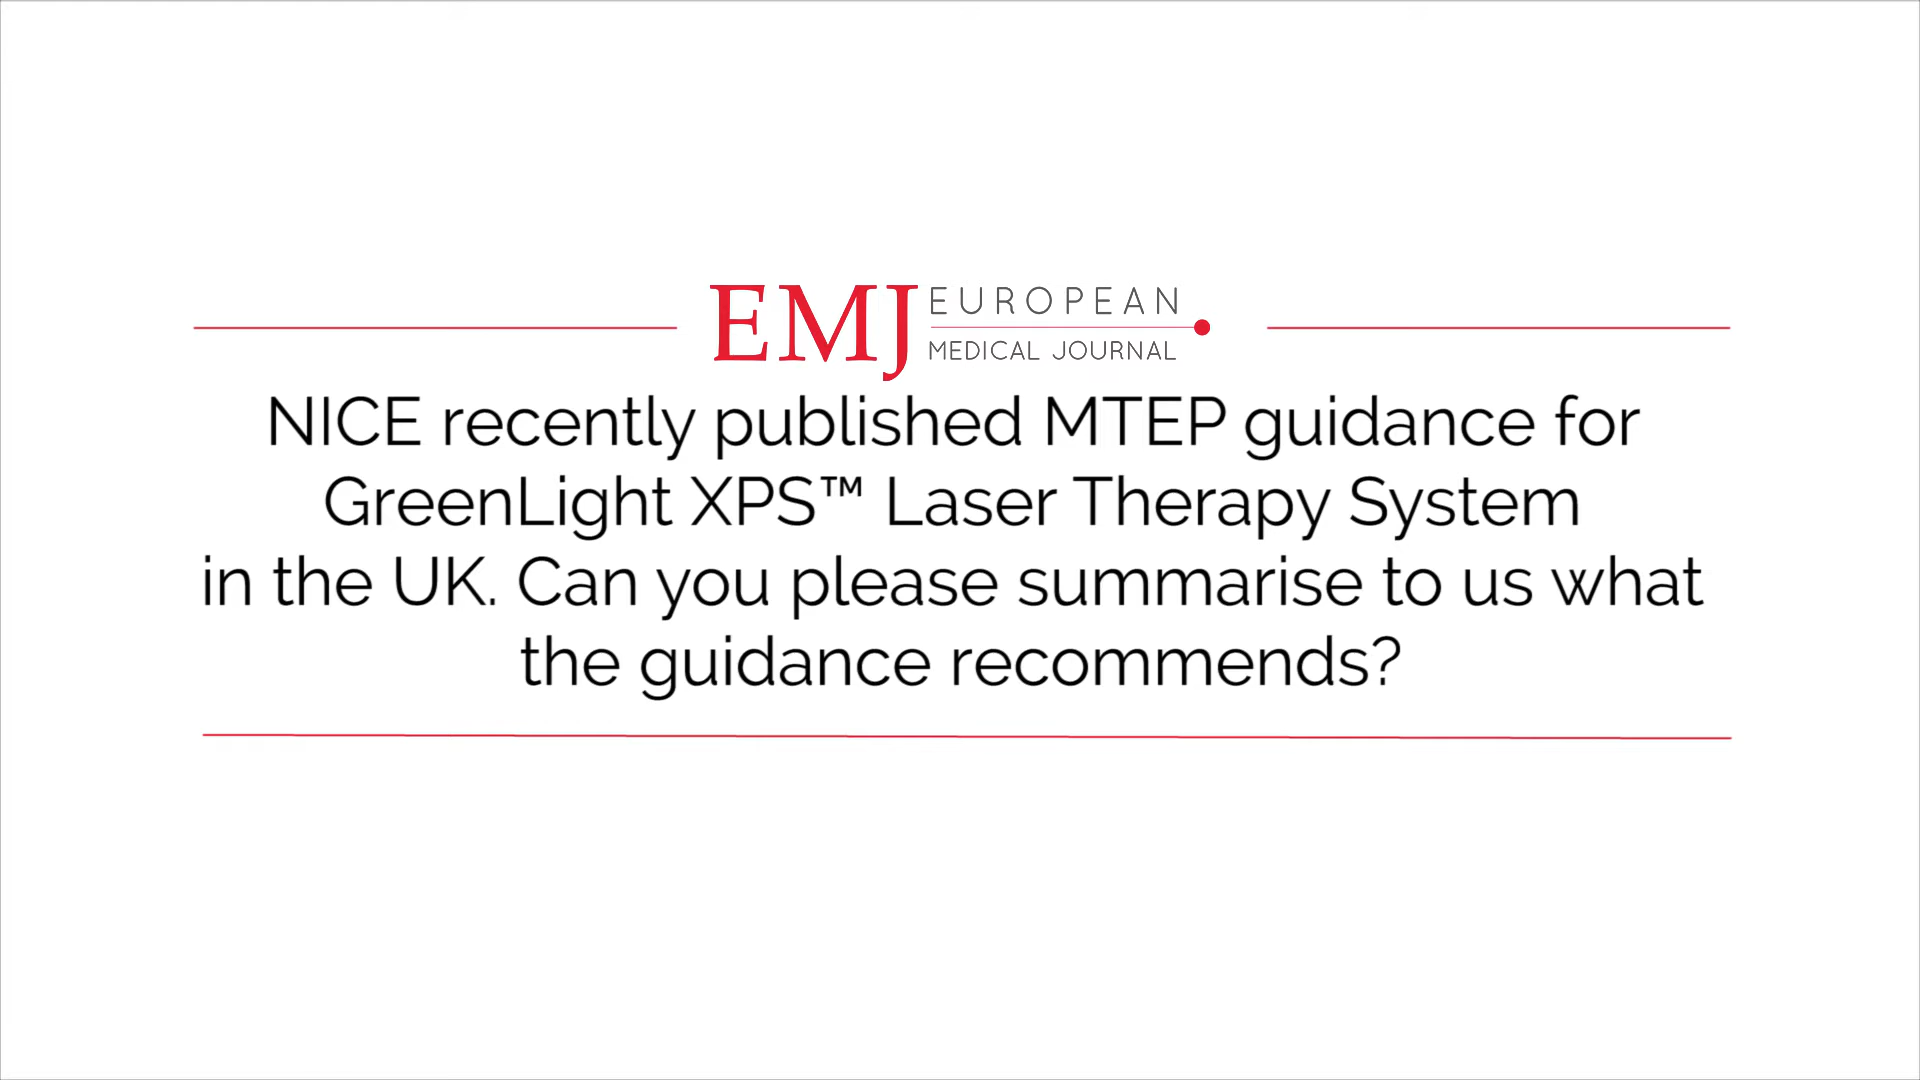 EMJ EUROPEAN
MEDICAL JOURNAL
NICE recently published MTEP guidance for
GreenLight XPS™ Laser Therapy System
in the UK. Can you please summarise to us what
the guidance recommends?